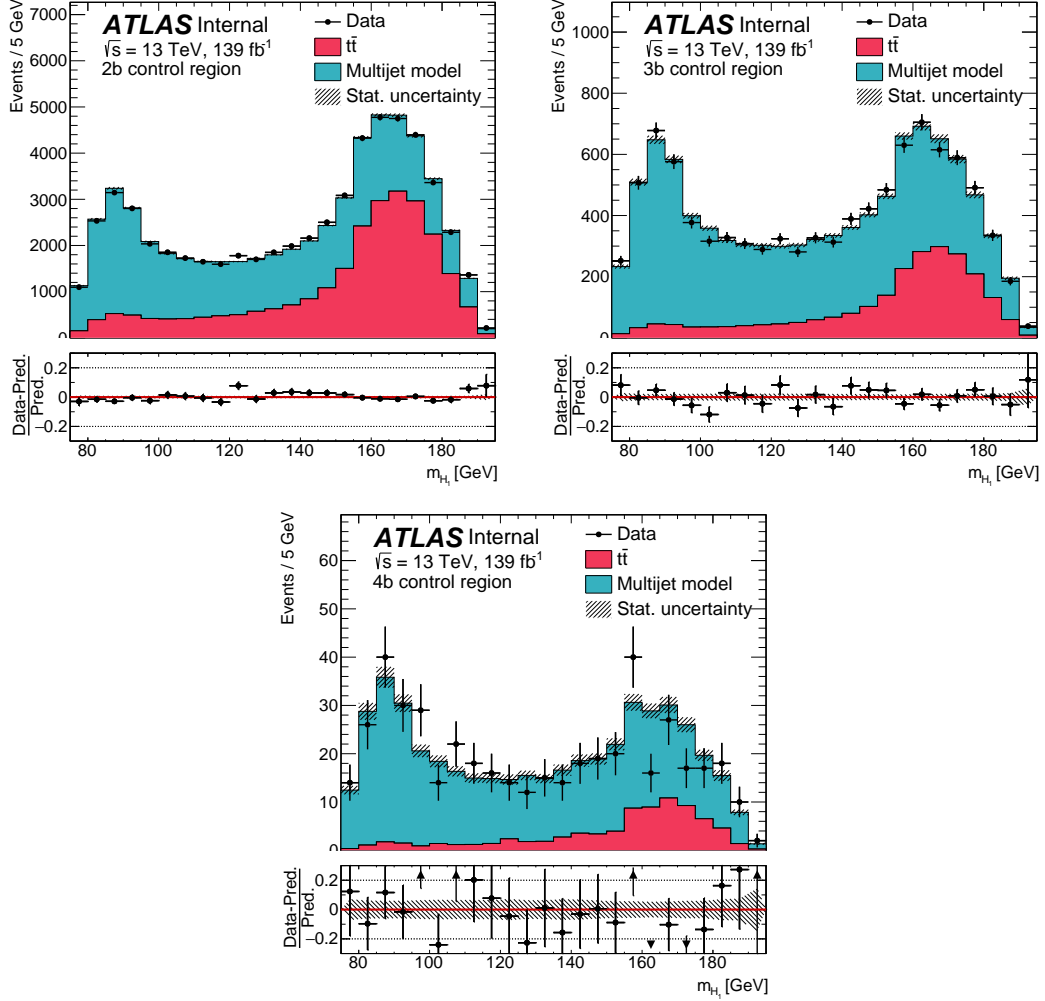 Events / 5 GeV
7000
6000
5000
4000
3000
2000
1000
0
ATLAS Internal
√s = 13 TeV, 139 fb⁻¹
2b control region
Data
tt̄
Multijet model
Stat. uncertainty
Data-Pred.
Pred.
0.2
0
−0.2
80 100 120 140 160 180
m_H₁ [GeV]
Events / 5 GeV
1000
800
600
400
200
0
ATLAS Internal
√s = 13 TeV, 139 fb⁻¹
3b control region
Data
tt̄
Multijet model
Stat. uncertainty
Data-Pred
Pred.
0.2
0
−0.2
80 100 120 140 160 180
m_H₁ [GeV]
Events / 5 GeV
60
50
40
30
20
10
0
ATLAS Internal
√s = 13 TeV, 139 fb⁻¹
4b control region
Data
tt̄
Multijet model
Stat. uncertainty
Data-Pred.
Pred.
0.2
0
−0.2
80 100 120 140 160 180
m_H₁ [GeV]